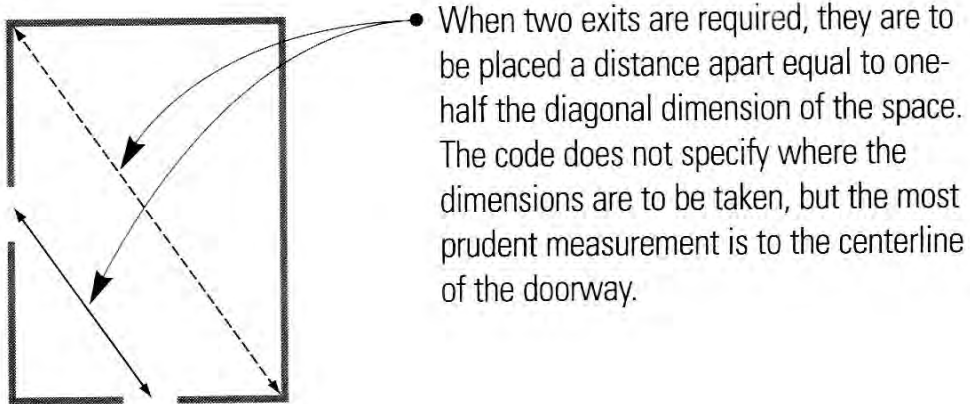 • When two exits are required, they are to
be placed a distance apart equal to one-
half the diagonal dimension of the space.
The code does not specify where the
dimensions are to be taken, but the most
prudent measurement is to the centerline
of the doorway.